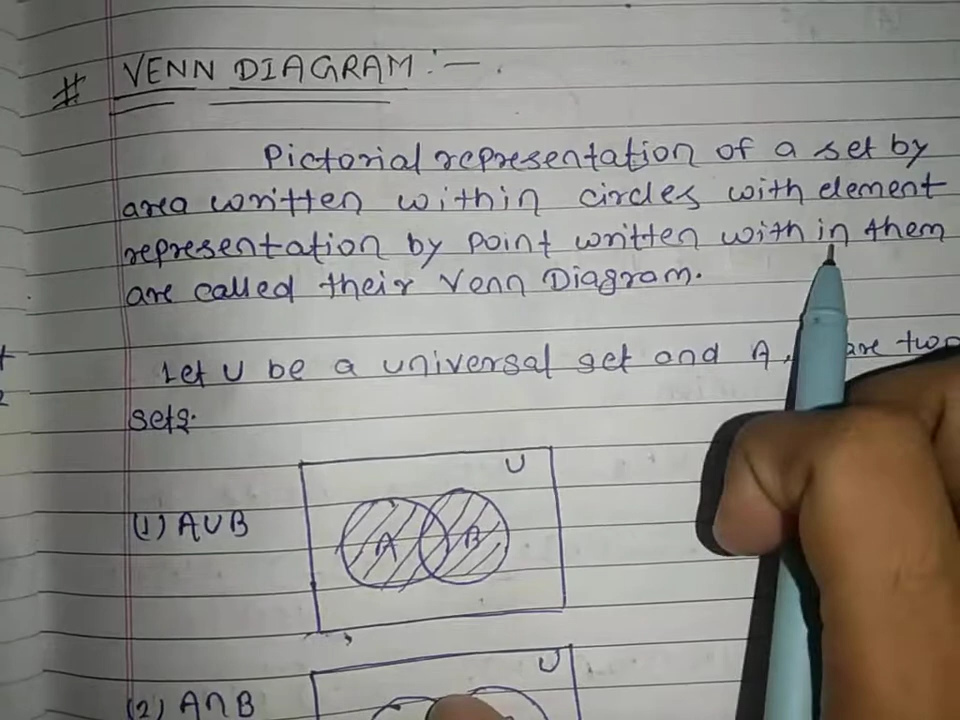 # VENN DIAGRAM :-
Pictorial representation of a set by
area written within circles with element
representation by point written with in them
are called their Venn Diagram.
Let U be a universal set and A, are two
sets.
U
(1) A∪B
A B
U
(2) A∩B